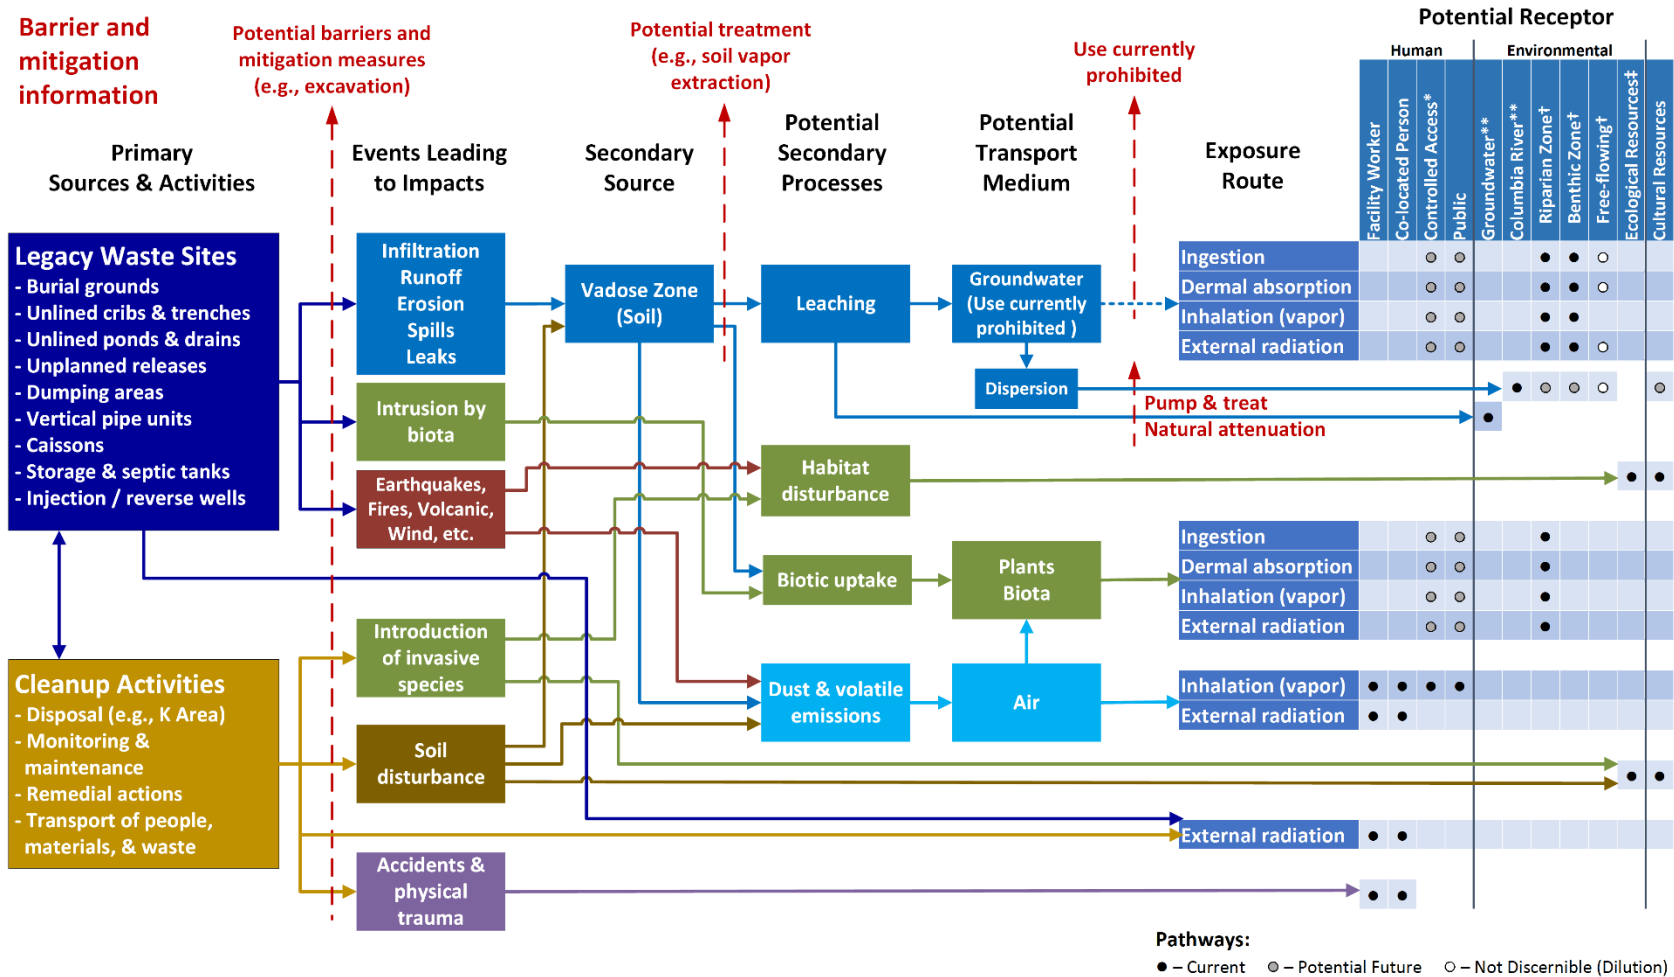 Barrier and
mitigation
information
Potential barriers and
mitigation measures
(e.g., excavation)
Potential treatment
(e.g., soil vapor
extraction)
Use currently
prohibited
Potential Receptor
Human
Environmental
Primary
Sources & Activities
Events Leading
to Impacts
Secondary
Source
Potential
Secondary
Processes
Potential
Transport
Medium
Exposure
Route
Facility Worker
Co-located Person
Controlled Access*
Public
Groundwater**
Columbia River**
Riparian Zone†
Benthic Zone†
Free-flowing†
Ecological Resources‡
Cultural Resources
Legacy Waste Sites
- Burial grounds
- Unlined cribs & trenches
- Unlined ponds & drains
- Unplanned releases
- Dumping areas
- Vertical pipe units
- Caissons
- Storage & septic tanks
- Injection / reverse wells
Infiltration
Runoff
Erosion
Spills
Leaks
Vadose Zone
(Soil)
Leaching
Groundwater
(Use currently
prohibited )
Ingestion
Dermal absorption
Inhalation (vapor)
External radiation
Dispersion
Pump & treat
Natural attenuation
Intrusion by
biota
Earthquakes,
Fires, Volcanic,
Wind, etc.
Habitat
disturbance
Biotic uptake
Plants
Biota
Ingestion
Dermal absorption
Inhalation (vapor)
External radiation
Cleanup Activities
- Disposal (e.g., K Area)
- Monitoring &
maintenance
- Remedial actions
- Transport of people,
materials, & waste
Introduction
of invasive
species
Dust & volatile
emissions
Air
Inhalation (vapor)
External radiation
Soil
disturbance
External radiation
Accidents &
physical
trauma
Pathways:
– Current
– Potential Future
– Not Discernible (Dilution)